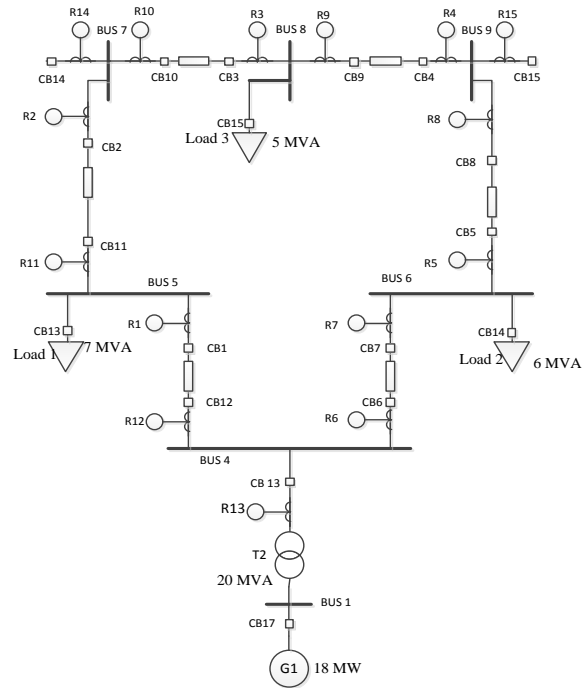 R14 R10 BUS 7 R3 BUS 8 R9 R4 BUS 9 R15
CB14 CB10 CB3 CB9 CB4 CB15
R2 CB15 R8
Load 3 5 MVA
CB2 CB8
CB11 CB5
R11 R5
BUS 5 BUS 6
CB13 R1 R7 CB14
Load 1 7 MVA CB1 CB7 Load 2 6 MVA
CB12 CB6
R12 R6
BUS 4
CB 13
R13
T2
20 MVA
BUS 1
CB17
G1 18 MW